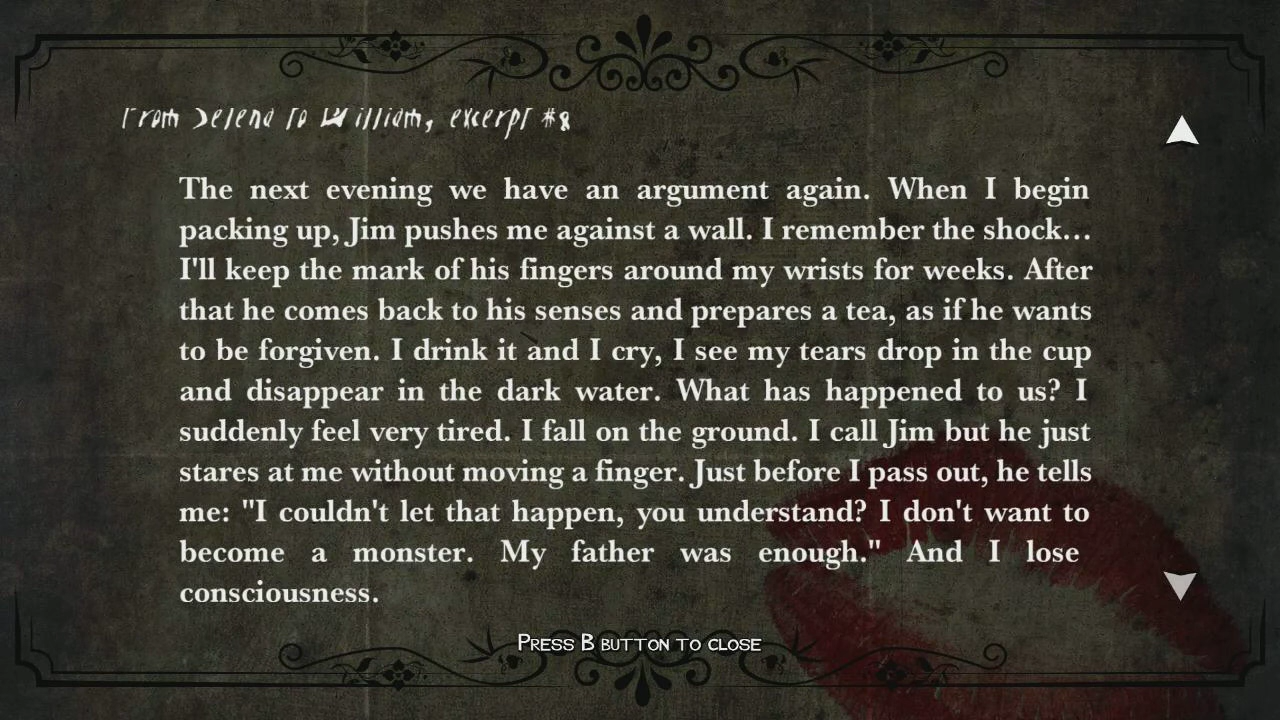 From Selena to William, excerpt #8
The next evening we have an argument again. When I begin
packing up, Jim pushes me against a wall. I remember the shock...
I'll keep the mark of his fingers around my wrists for weeks. After
that he comes back to his senses and prepares a tea, as if he wants
to be forgiven. I drink it and I cry, I see my tears drop in the cup
and disappear in the dark water. What has happened to us? I
suddenly feel very tired. I fall on the ground. I call Jim but he just
stares at me without moving a finger. Just before I pass out, he tells
me: "I couldn't let that happen, you understand? I don't want to
become a monster. My father was enough." And I lose
consciousness.
PRESS B BUTTON TO CLOSE